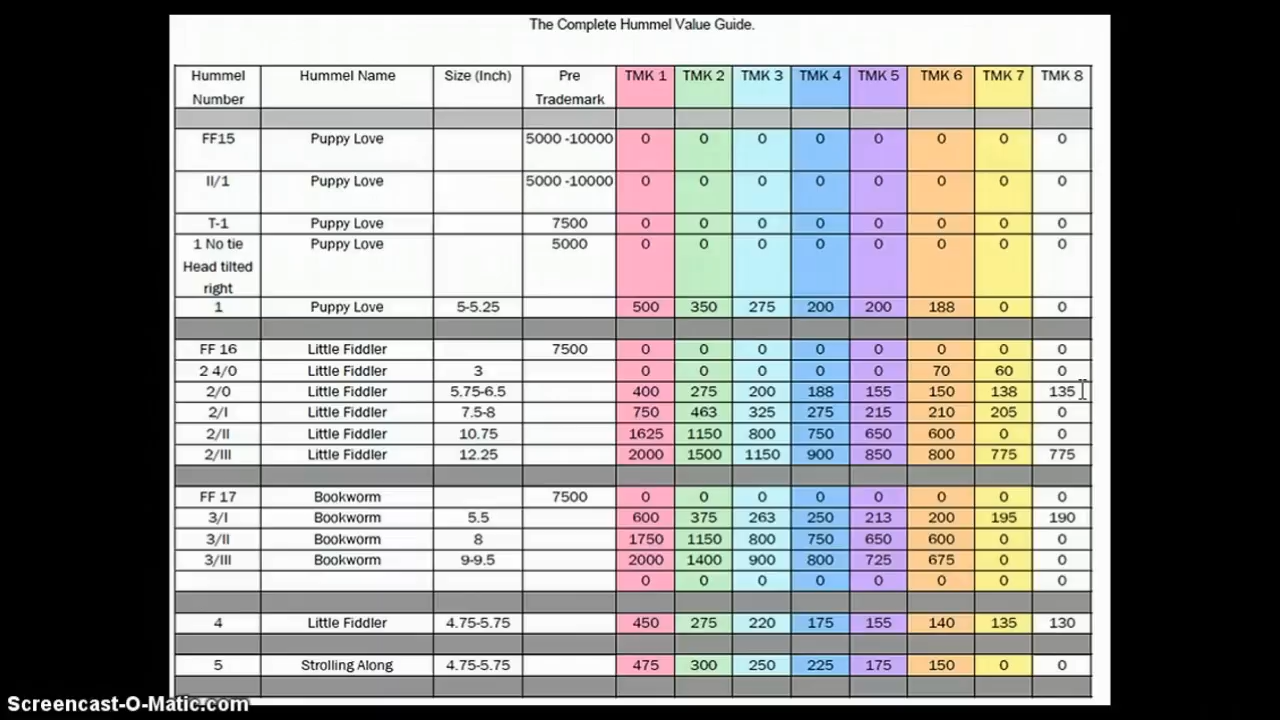 The Complete Hummel Value Guide.
Hummel Number Hummel Name Size (Inch) Pre Trademark TMK 1 TMK 2 TMK 3 TMK 4 TMK 5 TMK 6 TMK 7 TMK 8
FF15 Puppy Love 5000 -10000 0 0 0 0 0 0 0 0
II/1 Puppy Love 5000 -10000 0 0 0 0 0 0 0 0
T-1 Puppy Love 7500 0 0 0 0 0 0 0 0
1 No tie Head tilted right Puppy Love 5000 0 0 0 0 0 0 0 0
1 Puppy Love 5-5.25 500 350 275 200 200 188 0 0
FF 16 Little Fiddler 7500 0 0 0 0 0 0 0 0
2 4/0 Little Fiddler 3 0 0 0 0 0 70 60 0
2/0 Little Fiddler 5.75-6.5 400 275 200 188 155 150 138 135
2/I Little Fiddler 7.5-8 750 463 325 275 215 210 205 0
2/II Little Fiddler 10.75 1625 1150 800 750 650 600 0 0
2/III Little Fiddler 12.25 2000 1500 1150 900 850 800 775 775
FF 17 Bookworm 7500 0 0 0 0 0 0 0 0
3/I Bookworm 5.5 600 375 263 250 213 200 195 190
3/II Bookworm 8 1750 1150 800 750 650 600 0 0
3/III Bookworm 9-9.5 2000 1400 900 800 725 675 0 0
0 0 0 0 0 0 0 0
4 Little Fiddler 4.75-5.75 450 275 220 175 155 140 135 130
5 Strolling Along 4.75-5.75 475 300 250 225 175 150 0 0
Screencast-O-Matic.com